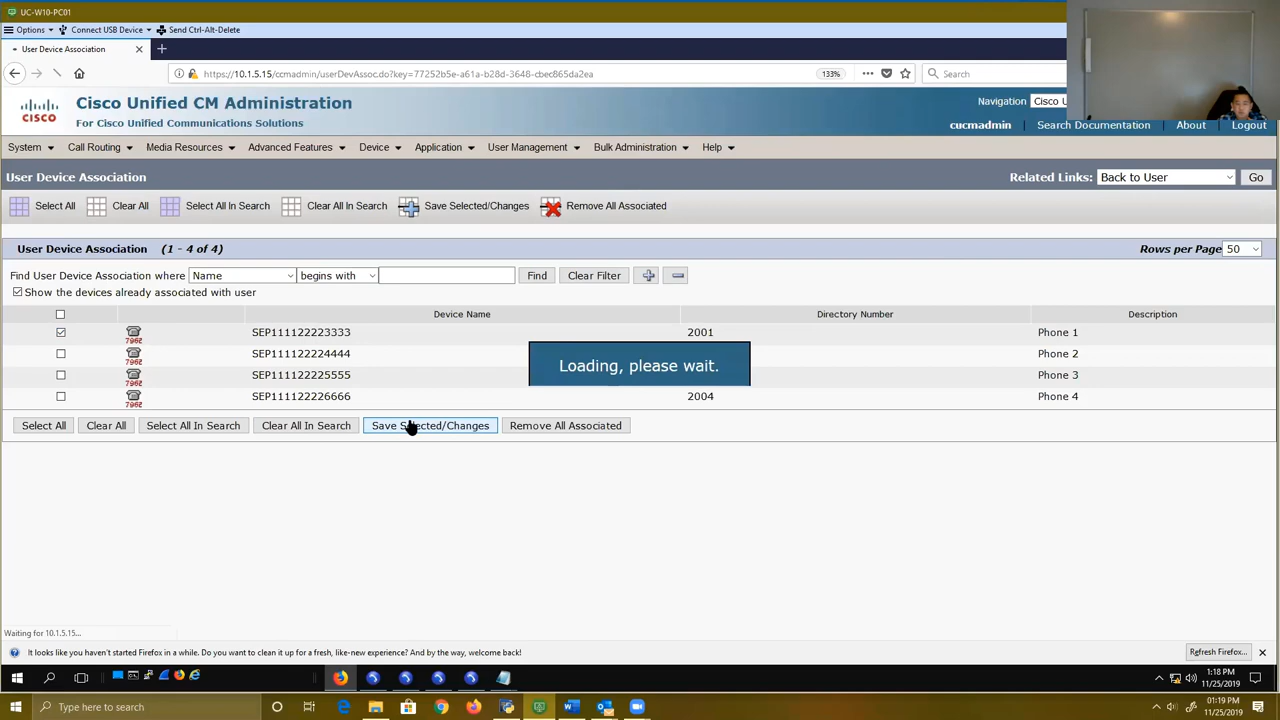 UC-W10-PC01
Options Connect USB Device Send Ctrl-Alt-Delete
User Device Association
https://10.1.5.15/ccmadmin/userDevAssoc.do?key=77252b5e-a61a-b28d-3648-cbec865da2ea 133% Search
Cisco Unified CM Administration
For Cisco Unified Communications Solutions
CISCO
Navigation Cisco U
cucmadmin Search Documentation About Logout
System Call Routing Media Resources Advanced Features Device Application User Management Bulk Administration Help
User Device Association Related Links: Back to User Go
Select All Clear All Select All In Search Clear All In Search Save Selected/Changes Remove All Associated
User Device Association (1 - 4 of 4) Rows per Page 50
Find User Device Association where Name begins with Find Clear Filter
Show the devices already associated with user
Device Name Directory Number Description
7962 SEP111122223333 2001 Phone 1
7962 SEP111122224444 Phone 2
7962 SEP111122225555 Phone 3
7962 SEP111122226666 2004 Phone 4
Loading, please wait.
Select All Clear All Select All In Search Clear All In Search Save Selected/Changes Remove All Associated
Waiting for 10.1.5.15...
It looks like you haven't started Firefox in a while. Do you want to clean it up for a fresh, like-new experience? And by the way, welcome back! Refresh Firefox...
1:18 PM
11/25/2019
Type here to search
01:19 PM
11/25/2019